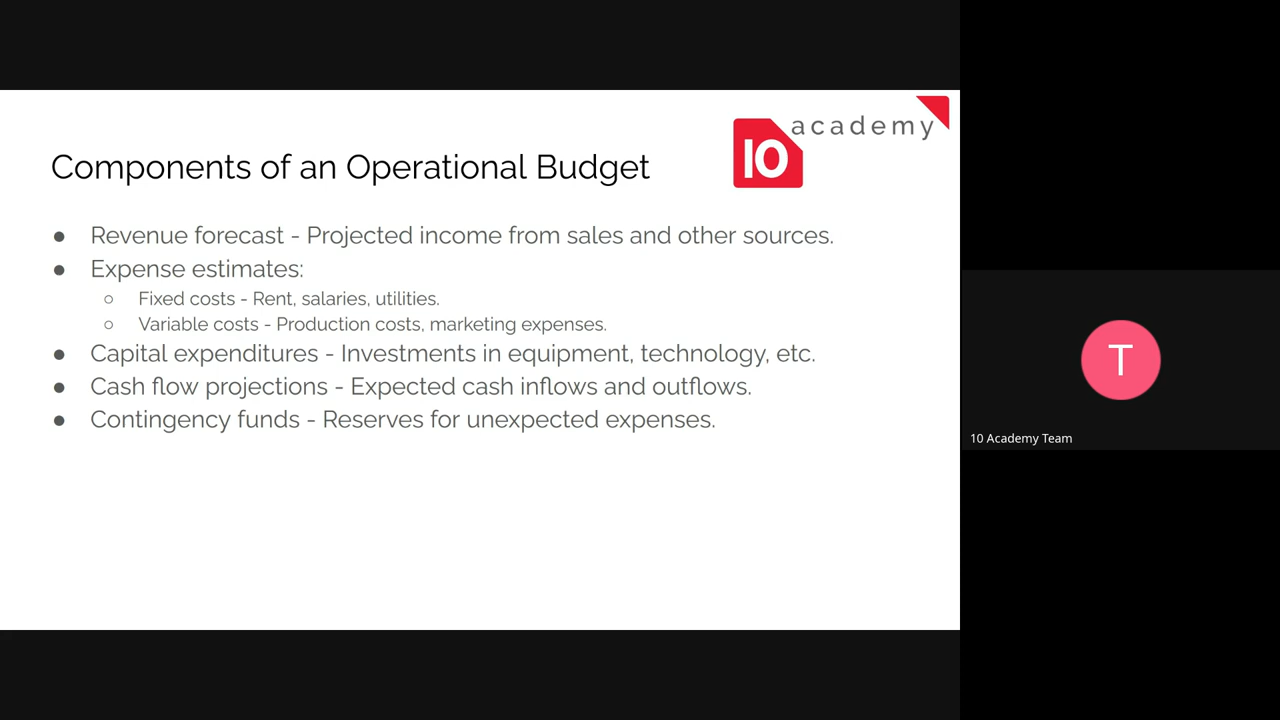 academy
10
Components of an Operational Budget
● Revenue forecast - Projected income from sales and other sources.
● Expense estimates:
○ Fixed costs - Rent, salaries, utilities.
○ Variable costs - Production costs, marketing expenses.
● Capital expenditures - Investments in equipment, technology, etc.
● Cash flow projections - Expected cash inflows and outflows.
● Contingency funds - Reserves for unexpected expenses.
T
10 Academy Team